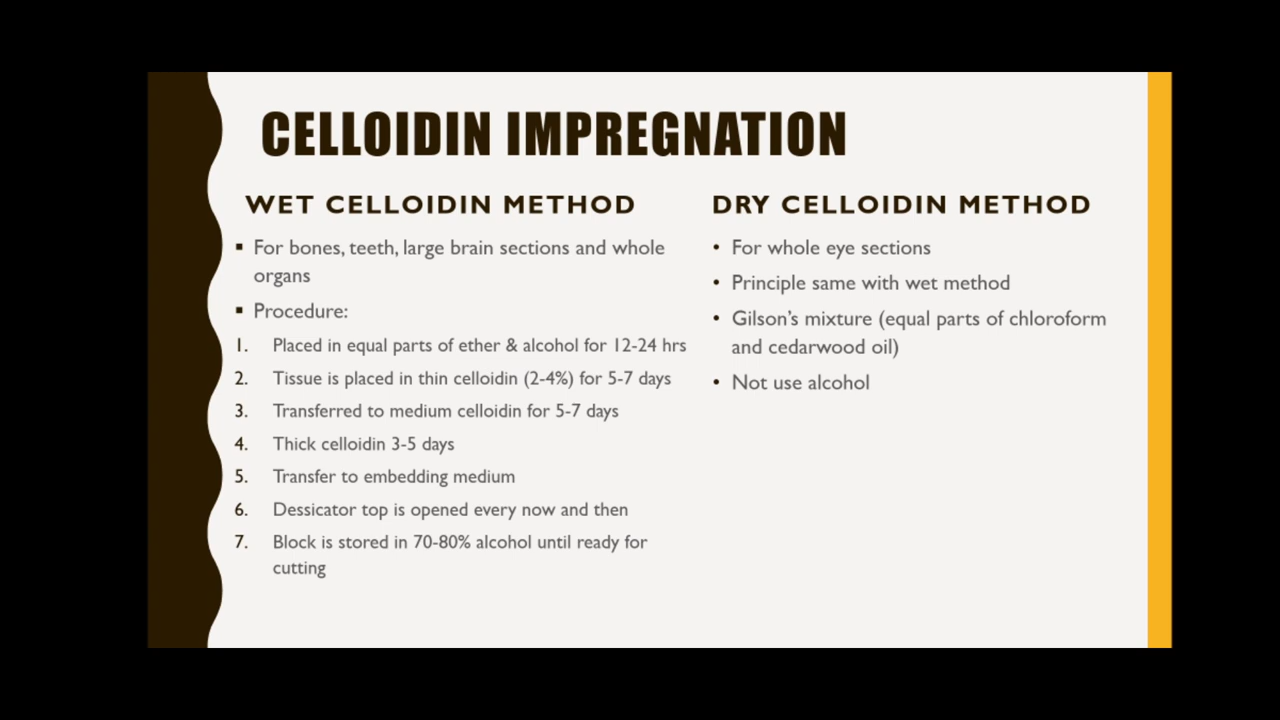 CELLOIDIN IMPREGNATION
WET CELLOIDIN METHOD
▪ For bones, teeth, large brain sections and whole
organs
▪ Procedure:
1. Placed in equal parts of ether & alcohol for 12-24 hrs
2. Tissue is placed in thin celloidin (2-4%) for 5-7 days
3. Transferred to medium celloidin for 5-7 days
4. Thick celloidin 3-5 days
5. Transfer to embedding medium
6. Dessicator top is opened every now and then
7. Block is stored in 70-80% alcohol until ready for
cutting
DRY CELLOIDIN METHOD
• For whole eye sections
• Principle same with wet method
• Gilson’s mixture (equal parts of chloroform
and cedarwood oil)
• Not use alcohol